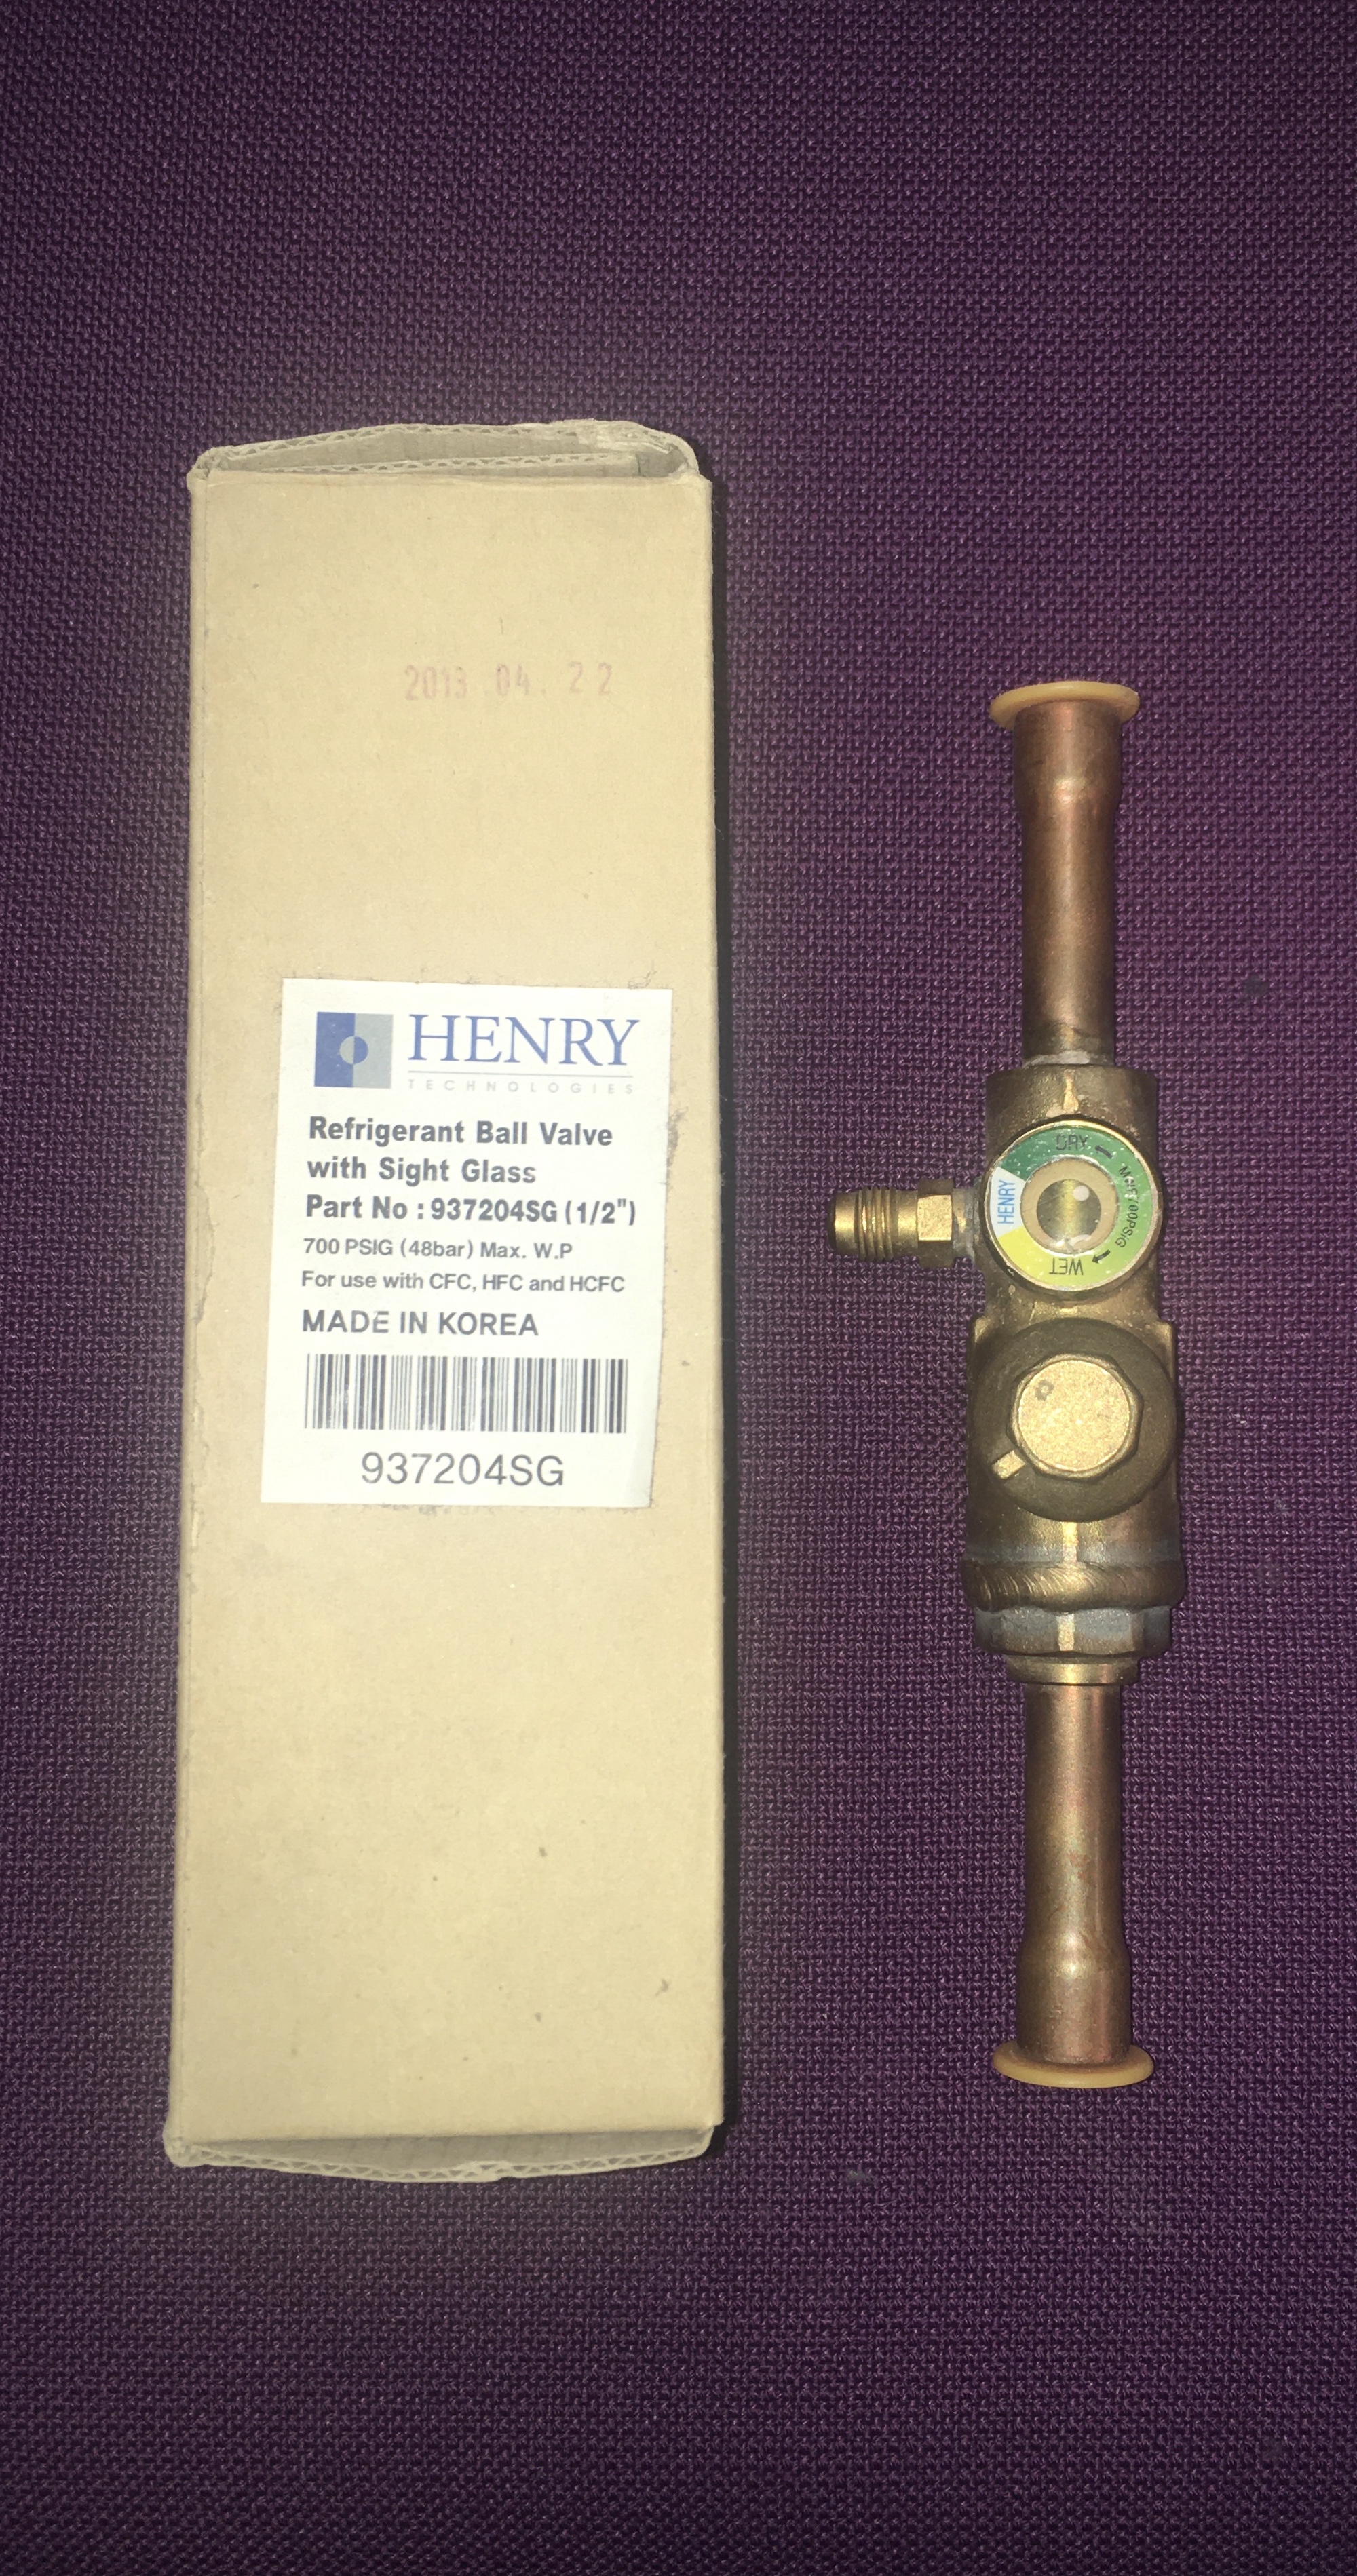 2013.04.22
HENRY
TECHNOLOGIES
Refrigerant Ball Valve
with Sight Glass
Part No : 937204SG (1/2")
700 PSIG (48bar) Max. W.P
For use with CFC, HFC and HCFC
MADE IN KOREA
937204SG
DRY
HENRY
WET